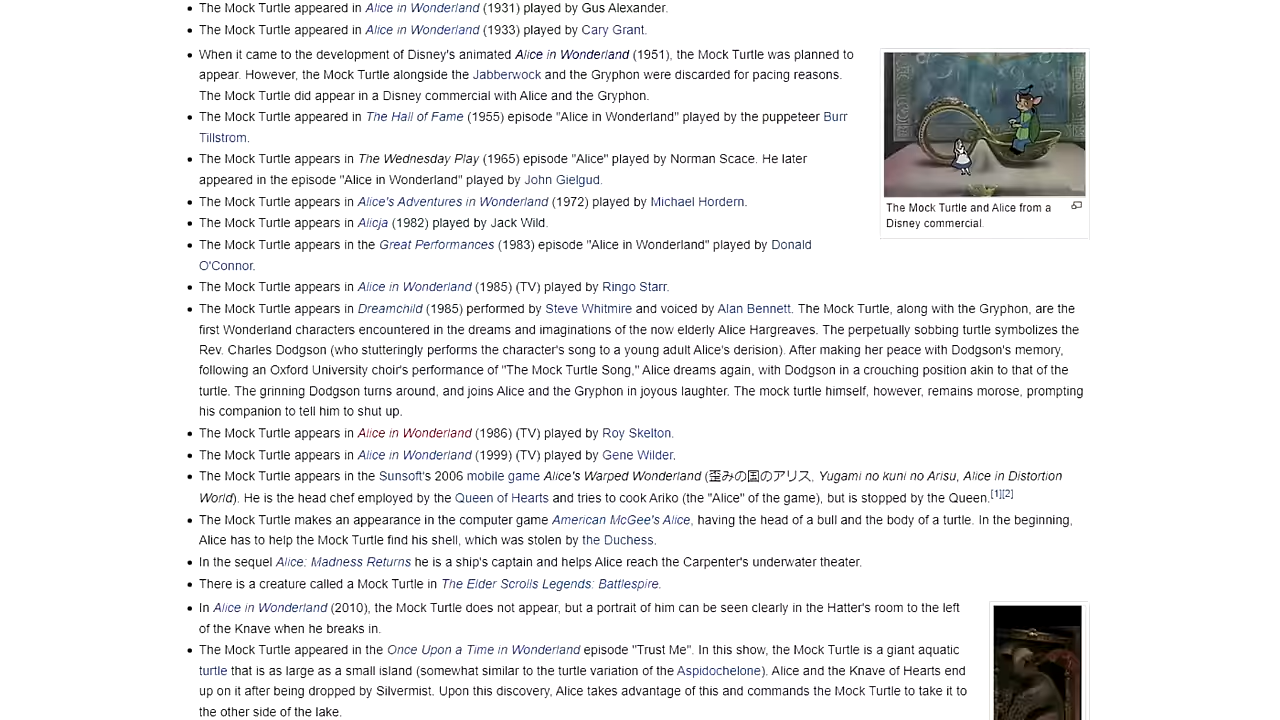 The Mock Turtle appeared in Alice in Wonderland (1931) played by Gus Alexander.
The Mock Turtle appeared in Alice in Wonderland (1933) played by Cary Grant.
When it came to the development of Disney's animated Alice in Wonderland (1951), the Mock Turtle was planned to
appear. However, the Mock Turtle alongside the Jabberwock and the Gryphon were discarded for pacing reasons.
The Mock Turtle did appear in a Disney commercial with Alice and the Gryphon.
The Mock Turtle appeared in The Hall of Fame (1955) episode "Alice in Wonderland" played by the puppeteer Burr
Tillstrom.
The Mock Turtle appears in The Wednesday Play (1965) episode "Alice" played by Norman Scace. He later
appeared in the episode "Alice in Wonderland" played by John Gielgud.
The Mock Turtle appears in Alice's Adventures in Wonderland (1972) played by Michael Hordern.
The Mock Turtle and Alice from a
Disney commercial.
The Mock Turtle appears in Alicja (1982) played by Jack Wild.
The Mock Turtle appears in the Great Performances (1983) episode "Alice in Wonderland" played by Donald
O'Connor.
The Mock Turtle appears in Alice in Wonderland (1985) (TV) played by Ringo Starr.
The Mock Turtle appears in Dreamchild (1985) performed by Steve Whitmire and voiced by Alan Bennett. The Mock Turtle, along with the Gryphon, are the
first Wonderland characters encountered in the dreams and imaginations of the now elderly Alice Hargreaves. The perpetually sobbing turtle symbolizes the
Rev. Charles Dodgson (who stutteringly performs the character's song to a young adult Alice's derision). After making her peace with Dodgson's memory,
following an Oxford University choir's performance of "The Mock Turtle Song," Alice dreams again, with Dodgson in a crouching position akin to that of the
turtle. The grinning Dodgson turns around, and joins Alice and the Gryphon in joyous laughter. The mock turtle himself, however, remains morose, prompting
his companion to tell him to shut up.
The Mock Turtle appears in Alice in Wonderland (1986) (TV) played by Roy Skelton.
The Mock Turtle appears in Alice in Wonderland (1999) (TV) played by Gene Wilder.
The Mock Turtle appears in the Sunsoft's 2006 mobile game Alice's Warped Wonderland (歪みの国のアリス, Yugami no kuni no Arisu, Alice in Distortion
World). He is the head chef employed by the Queen of Hearts and tries to cook Ariko (the "Alice" of the game), but is stopped by the Queen.[1][2]
The Mock Turtle makes an appearance in the computer game American McGee's Alice, having the head of a bull and the body of a turtle. In the beginning,
Alice has to help the Mock Turtle find his shell, which was stolen by the Duchess.
In the sequel Alice: Madness Returns he is a ship's captain and helps Alice reach the Carpenter's underwater theater.
There is a creature called a Mock Turtle in The Elder Scrolls Legends: Battlespire.
In Alice in Wonderland (2010), the Mock Turtle does not appear, but a portrait of him can be seen clearly in the Hatter's room to the left
of the Knave when he breaks in.
The Mock Turtle appeared in the Once Upon a Time in Wonderland episode "Trust Me". In this show, the Mock Turtle is a giant aquatic
turtle that is as large as a small island (somewhat similar to the turtle variation of the Aspidochelone). Alice and the Knave of Hearts end
up on it after being dropped by Silvermist. Upon this discovery, Alice takes advantage of this and commands the Mock Turtle to take it to
the other side of the lake.